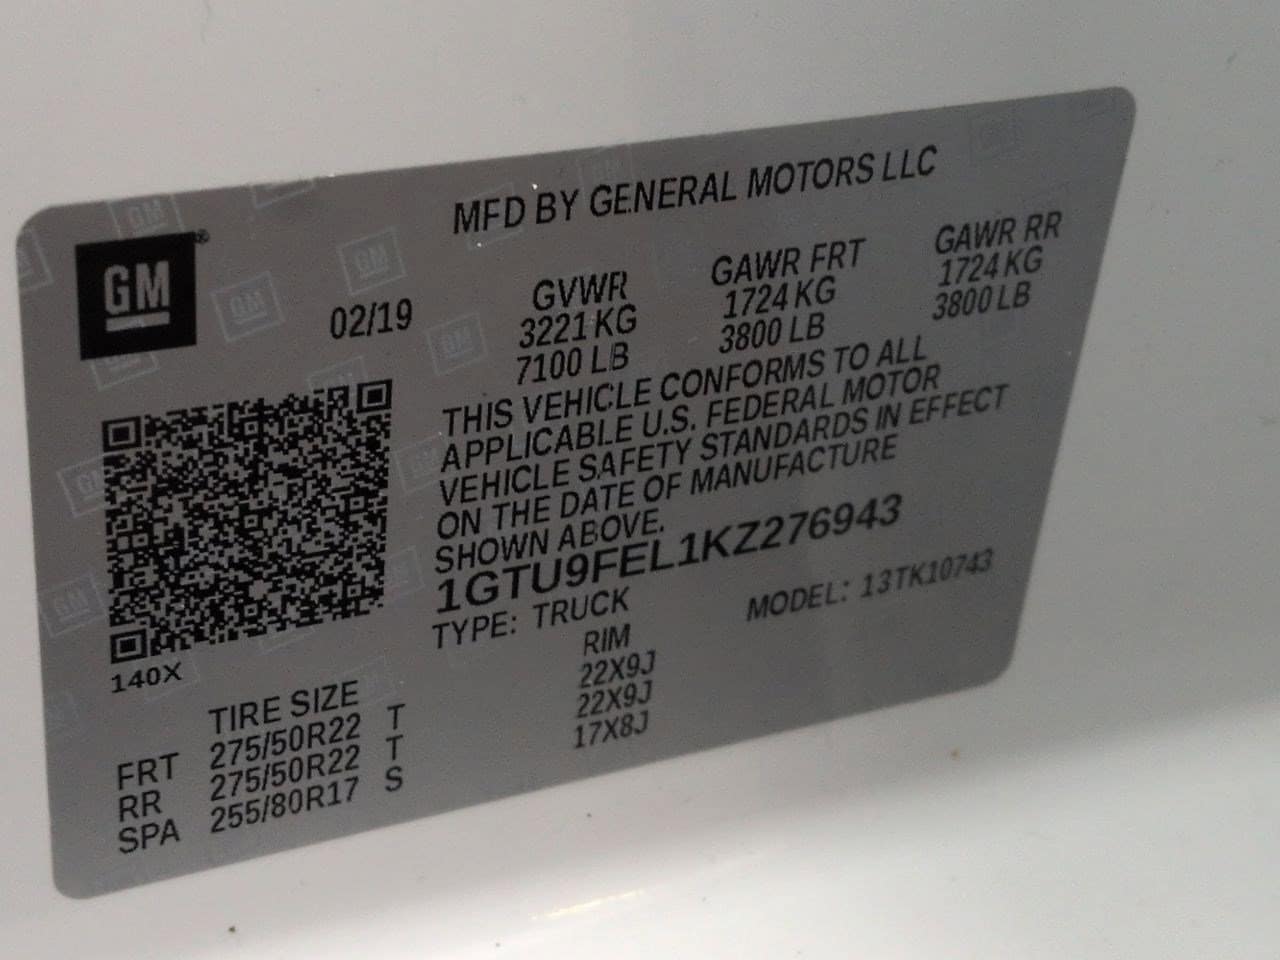 MFD BY GENERAL MOTORS LLC
GM
02/19
GVWR GAWR FRT GAWR RR
3221 KG 1724 KG 1724 KG
7100 LB 3800 LB 3800 LB
THIS VEHICLE CONFORMS TO ALL
APPLICABLE U.S. FEDERAL MOTOR
VEHICLE SAFETY STANDARDS IN EFFECT
ON THE DATE OF MANUFACTURE
SHOWN ABOVE.
1GTU9FEL1KZ276943
TYPE: TRUCK MODEL: 13TK10743
140X
TIRE SIZE RIM
FRT 275/50R22 T 22X9J
RR 275/50R22 T 22X9J
SPA 255/80R17 S 17X8J